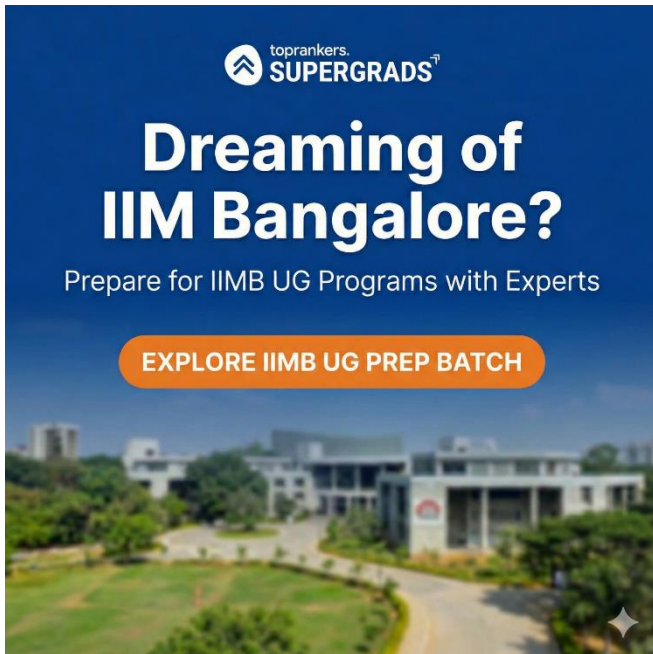 toprankers.
SUPERGRADS
Dreaming of
IIM Bangalore?
Prepare for IIMB UG Programs with Experts
EXPLORE IIMB UG PREP BATCH